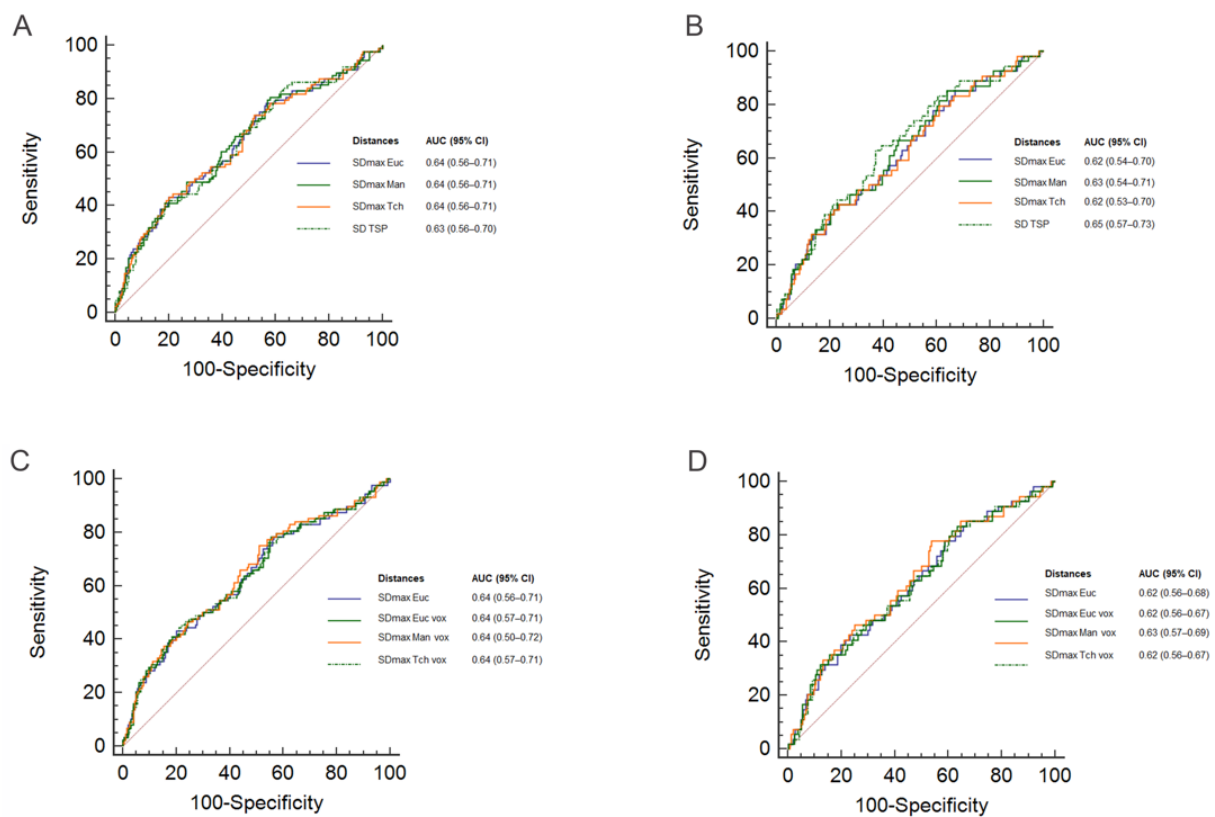 A
Sensitivity
100
80
60
40
20
0
0 20 40 60 80 100
100-Specificity
Distances AUC (95% CI)
SDmax Euc 0.64 (0.56–0.71)
SDmax Man 0.64 (0.56–0.71)
SDmax Tch 0.64 (0.56–0.71)
SD TSP 0.63 (0.56–0.70)
B
Sensitivity
100
80
60
40
20
0
0 20 40 60 80 100
100-Specificity
Distances AUC (95% CI)
SDmax Euc 0.62 (0.54–0.70)
SDmax Man 0.63 (0.54–0.71)
SDmax Tch 0.62 (0.53–0.70)
SD TSP 0.65 (0.57–0.73)
C
Sensitivity
100
80
60
40
20
0
0 20 40 60 80 100
100-Specificity
Distances AUC (95% CI)
SDmax Euc 0.64 (0.56–0.71)
SDmax Euc vox 0.64 (0.57–0.71)
SDmax Man vox 0.64 (0.50–0.72)
SDmax Tch vox 0.64 (0.57–0.71)
D
Sensitivity
100
80
60
40
20
0
0 20 40 60 80 100
100-Specificity
Distances AUC (95% CI)
SDmax Euc 0.62 (0.56–0.68)
SDmax Euc vox 0.62 (0.56–0.67)
SDmax Man vox 0.63 (0.57–0.69)
SDmax Tch vox 0.62 (0.56–0.67)